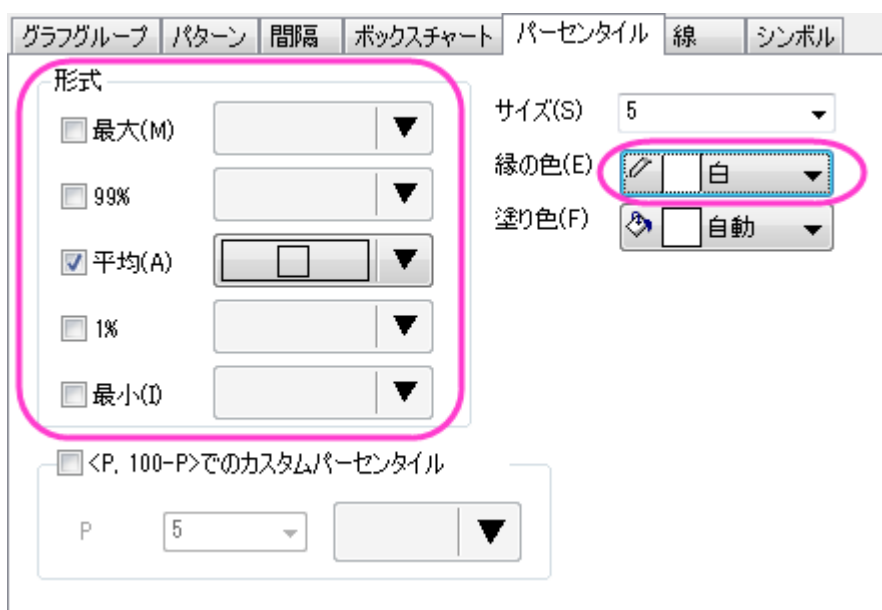 グラフグループ パターン 間隔 ボックスチャート パーセンタイル 線 シンボル
形式
最大(M)
99%
平均(A)
1%
最小(I)
サイズ(S) 5
縁の色(E) 白
塗り色(F) 自動
<P, 100-P>でのカスタムパーセンタイル
P 5